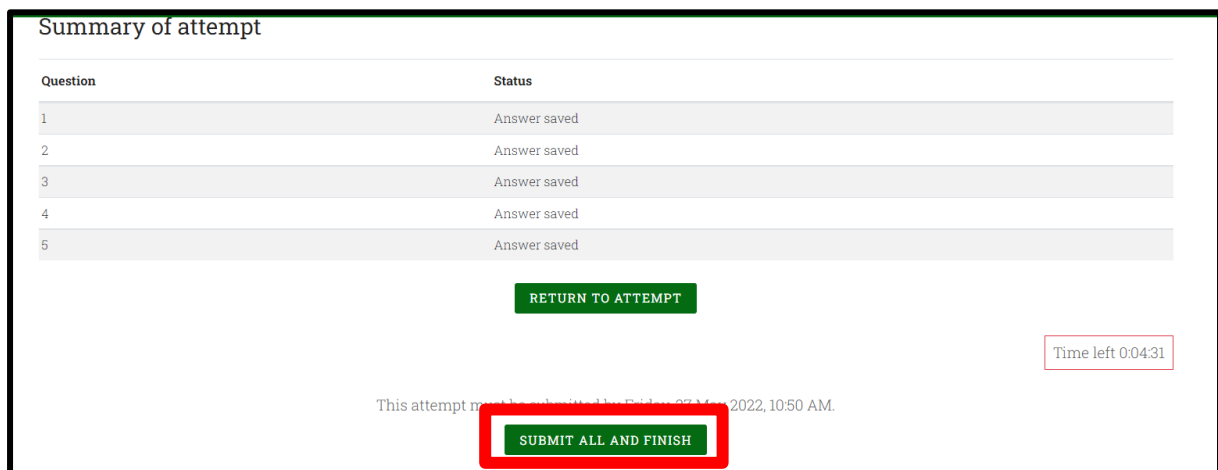 Summary of attempt
Question Status
1 Answer saved
2 Answer saved
3 Answer saved
4 Answer saved
5 Answer saved
RETURN TO ATTEMPT
Time left 0:04:31
This attempt must be submitted by Friday, 27 May 2022, 10:50 AM.
SUBMIT ALL AND FINISH